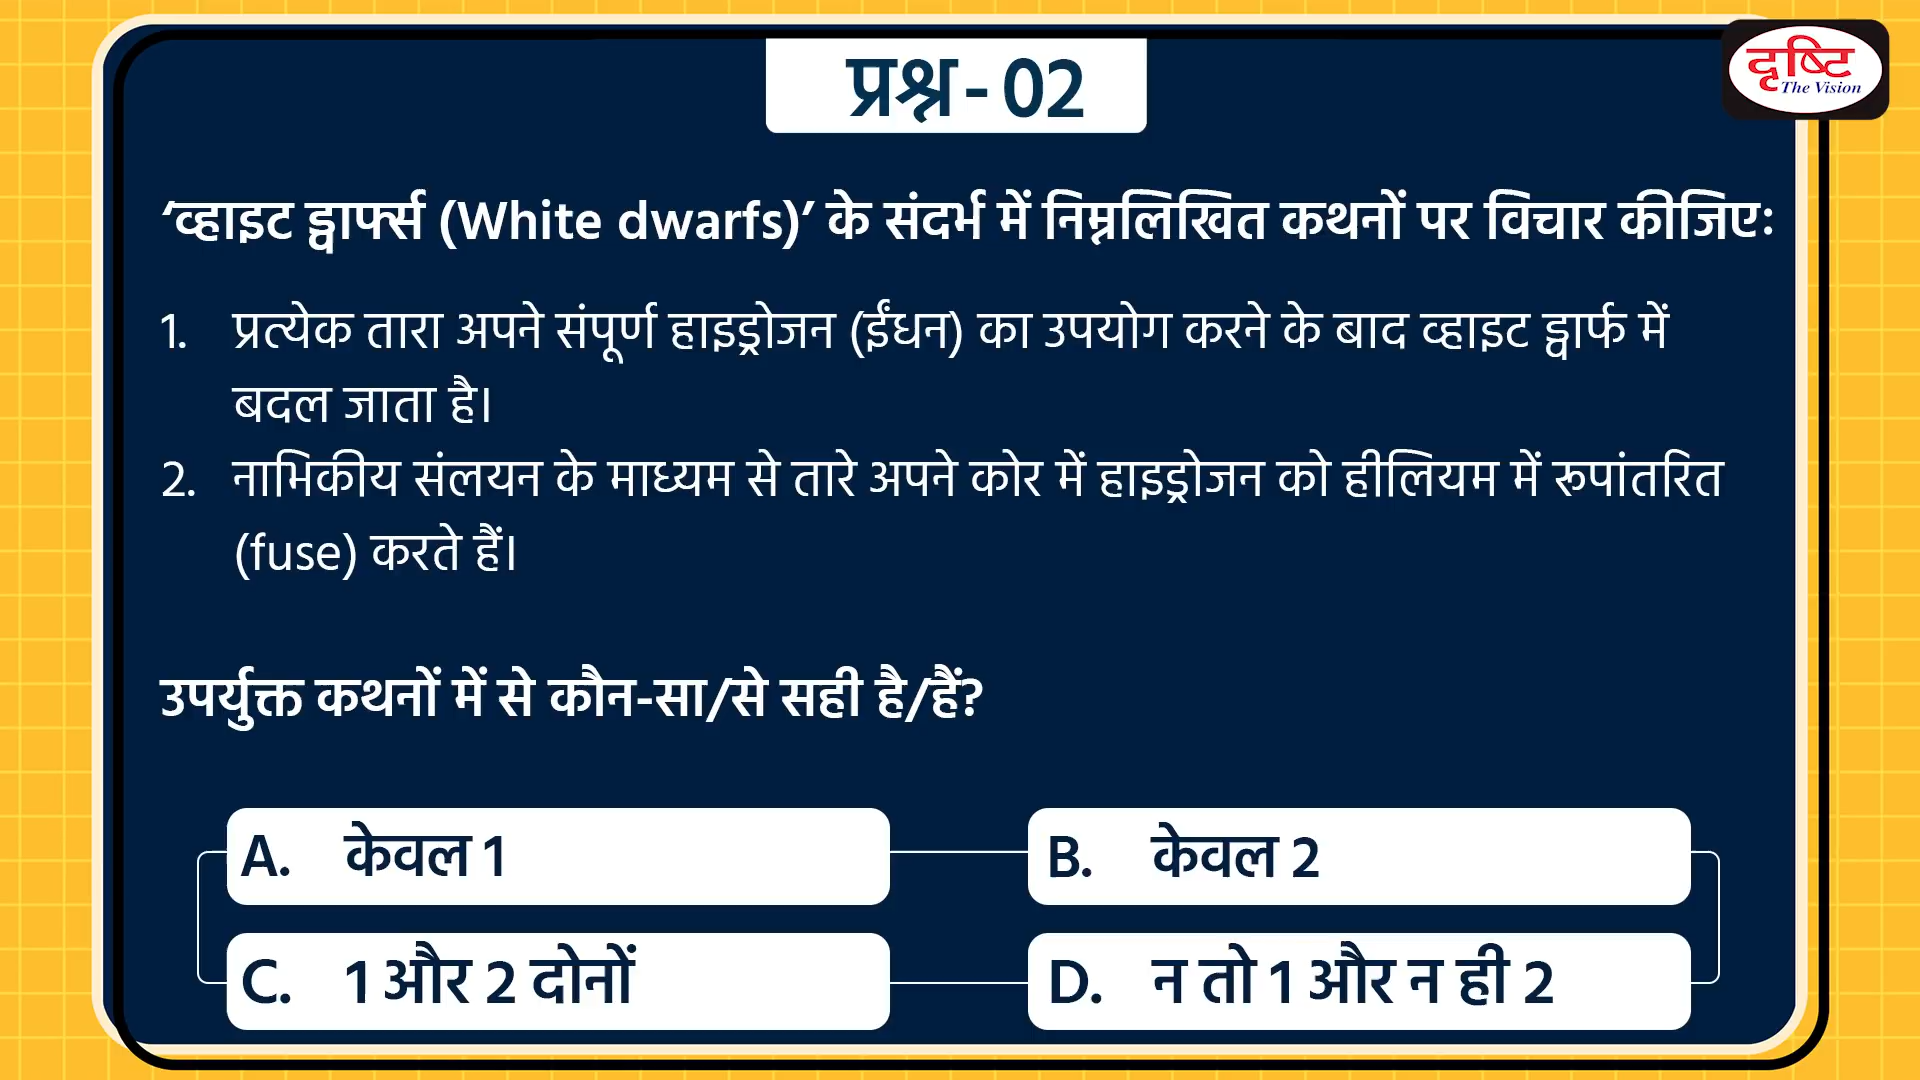 प्रश्न - 02
दृष्टि
The Vision
‘व्हाइट ड्वार्फ्स (White dwarfs)’ के संदर्भ में निम्नलिखित कथनों पर विचार कीजिएः
1. प्रत्येक तारा अपने संपूर्ण हाइड्रोजन (ईंधन) का उपयोग करने के बाद व्हाइट ड्वार्फ में
बदल जाता है।
2. नाभिकीय संलयन के माध्यम से तारे अपने कोर में हाइड्रोजन को हीलियम में रूपांतरित
(fuse) करते हैं।
उपर्युक्त कथनों में से कौन-सा/से सही है/हैं?
A. केवल 1
B. केवल 2
C. 1 और 2 दोनों
D. न तो 1 और न ही 2